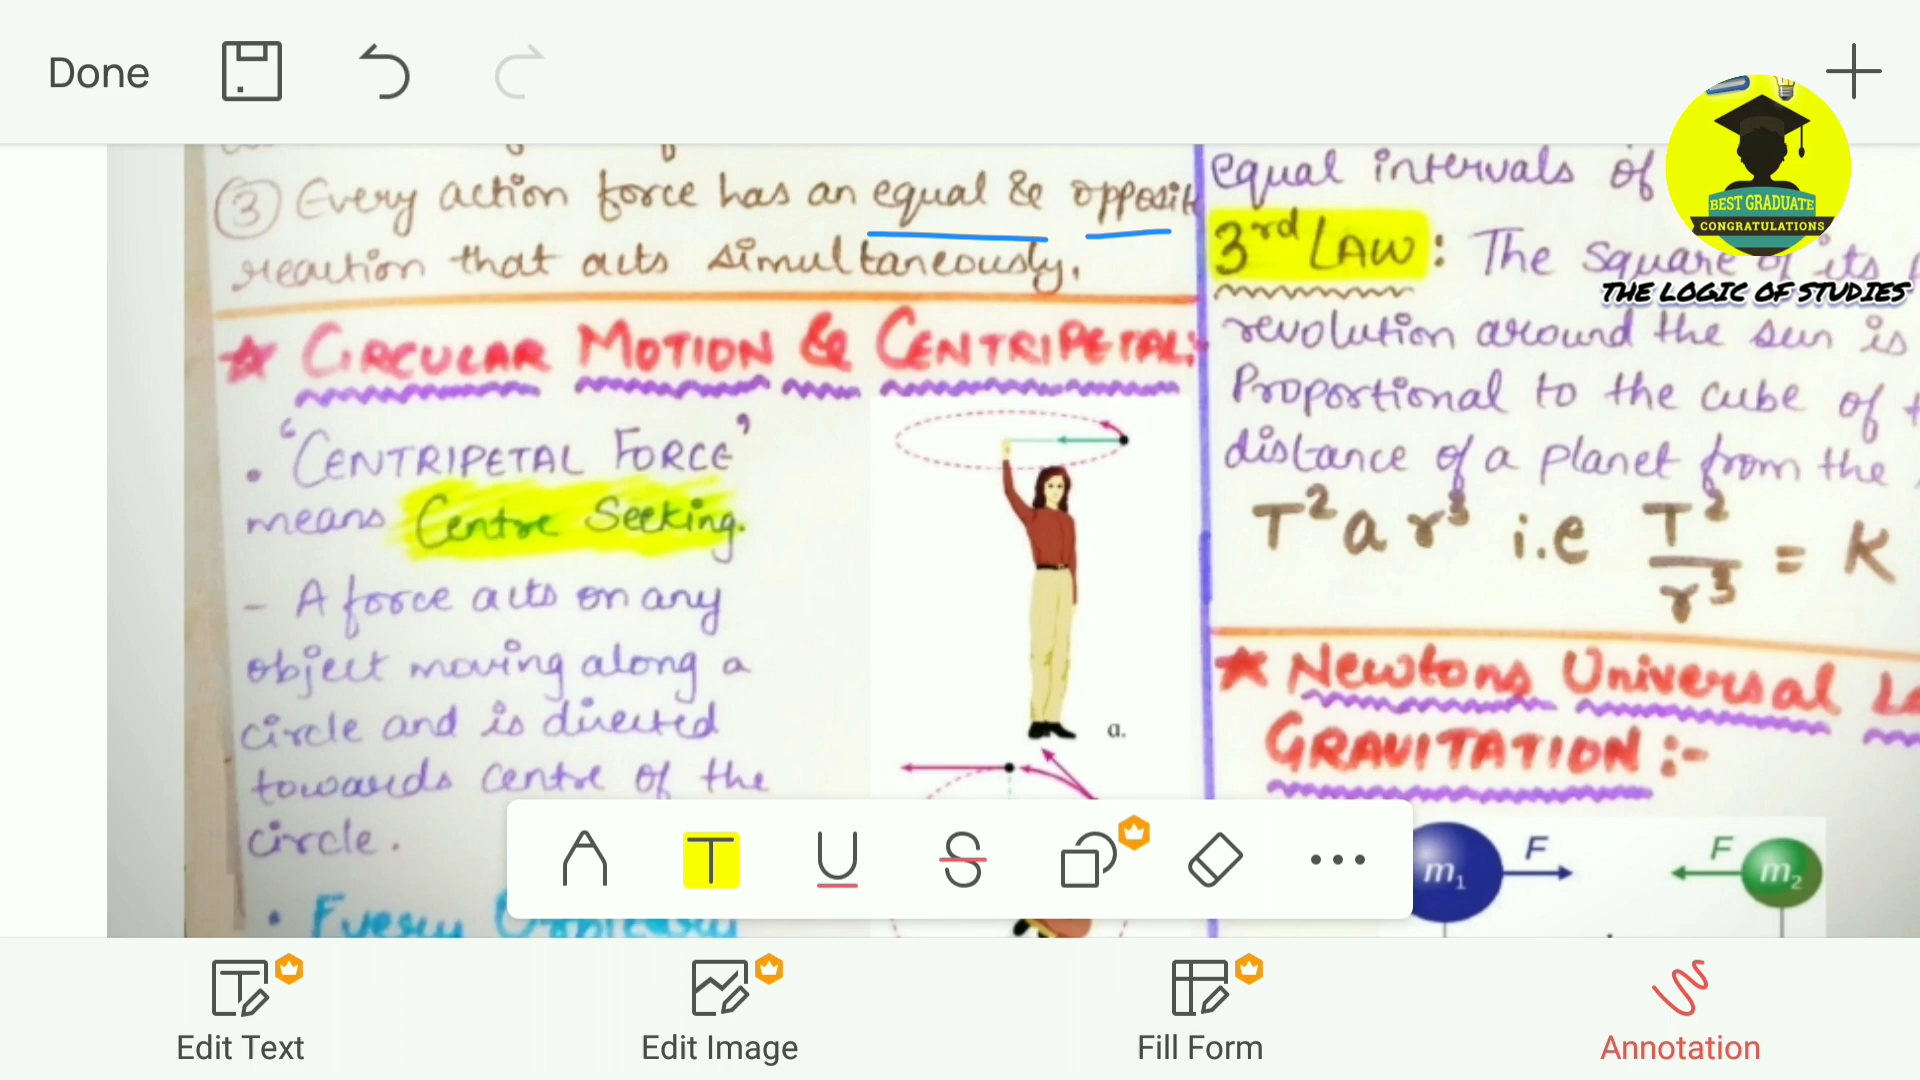 Done
BEST GRADUATE
CONGRATULATIONS
THE LOGIC OF STUDIES
③ Every action force has an equal & opposit
reaction that acts simultaneously.
☆ CIRCULAR MOTION & CENTRIPETAL:
• 'CENTRIPETAL FORCE'
means Centre Seeking.
- A force acts on any
object moving along a
circle and is directed
towards centre of the
circle.
• Every
a.
equal intervals of
3rd LAW: The square of its
revolution around the sun is
Proportional to the cube of
distance of a planet from the
T² a r³ i.e T²/r³ = K
★ Newtons Universal
GRAVITATION :-
m₁ F F m₂
Edit Text
Edit Image
Fill Form
Annotation